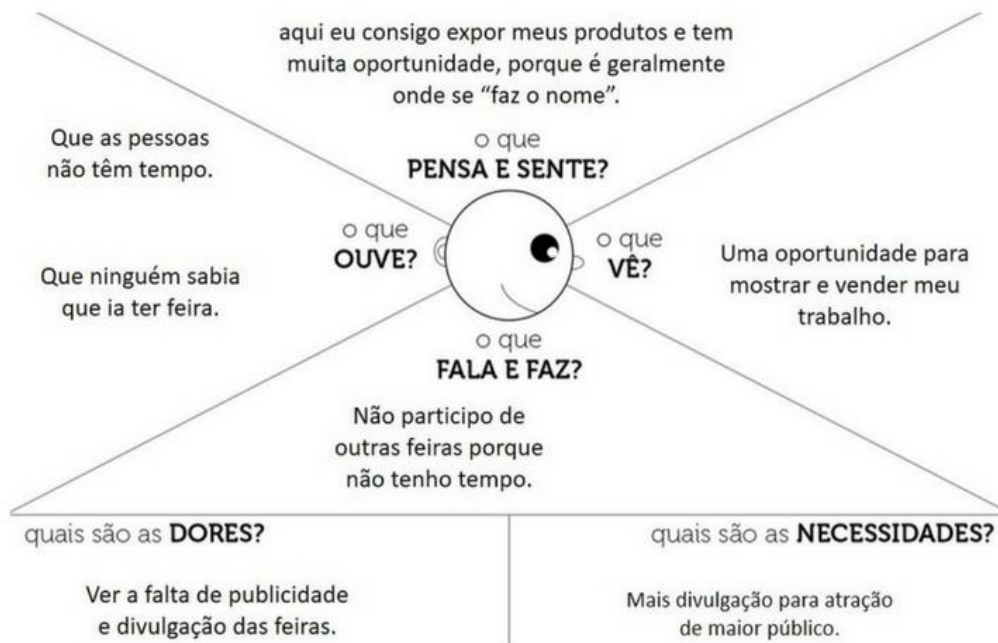 aqui eu consigo expor meus produtos e tem
muita oportunidade, porque é geralmente
onde se “faz o nome”.
o que
PENSA E SENTE?
Que as pessoas
não têm tempo.
Que ninguém sabia
que ia ter feira.
o que
OUVE?
o que
VÊ?
Uma oportunidade para
mostrar e vender meu
trabalho.
o que
FALA E FAZ?
Não participo de
outras feiras porque
não tenho tempo.
quais são as DORES?
Ver a falta de publicidade
e divulgação das feiras.
quais são as NECESSIDADES?
Mais divulgação para atração
de maior público.